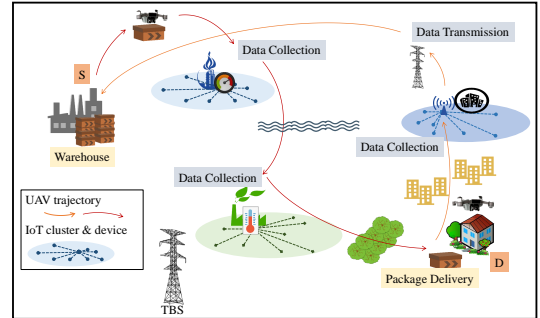 Data Transmission
Data Collection
S
Warehouse
Data Collection
Data Collection
UAV trajectory
IoT cluster & device
TBS
Package Delivery
D